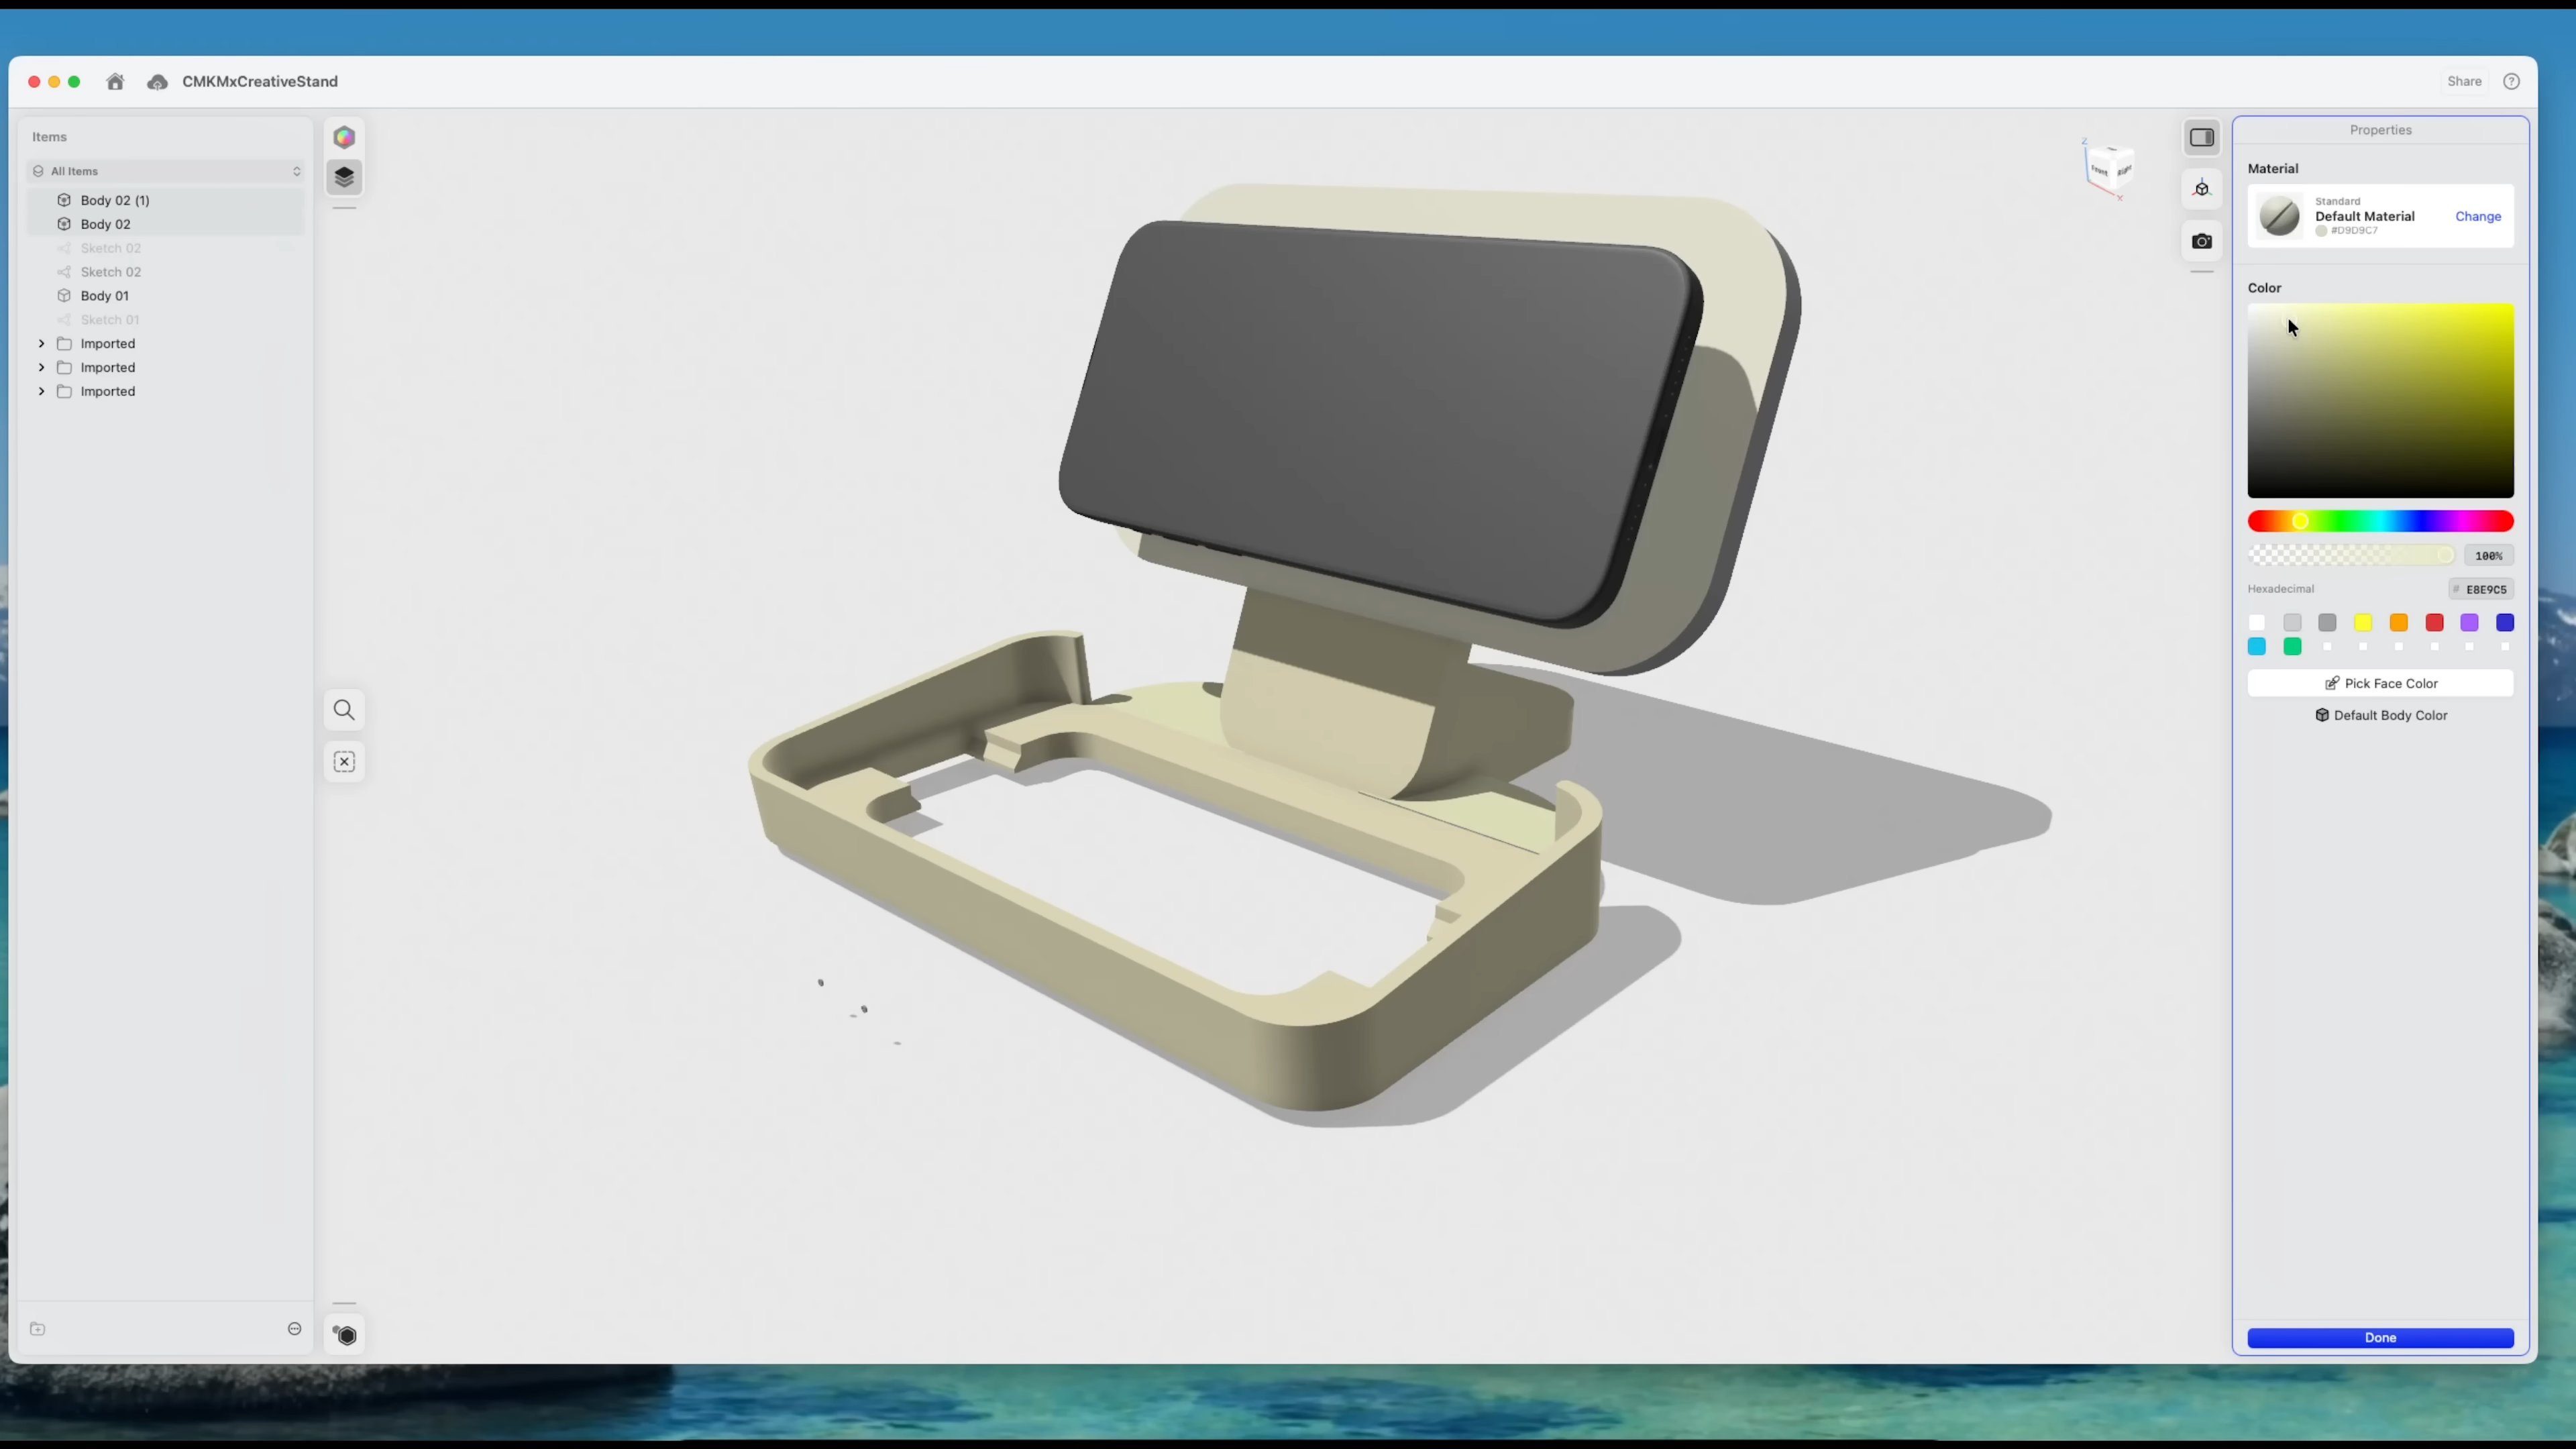 CMKMxCreativeStand
Share
Items
All Items
Body 02 (1)
Body 02
Sketch 02
Sketch 02
Body 01
Sketch 01
Imported
Imported
Imported
Z
Front
Right
X
Properties
Material
Standard
Default Material
#D9D9C7
Change
Color
100%
Hexadecimal
# E8E9C5
Pick Face Color
Default Body Color
Done